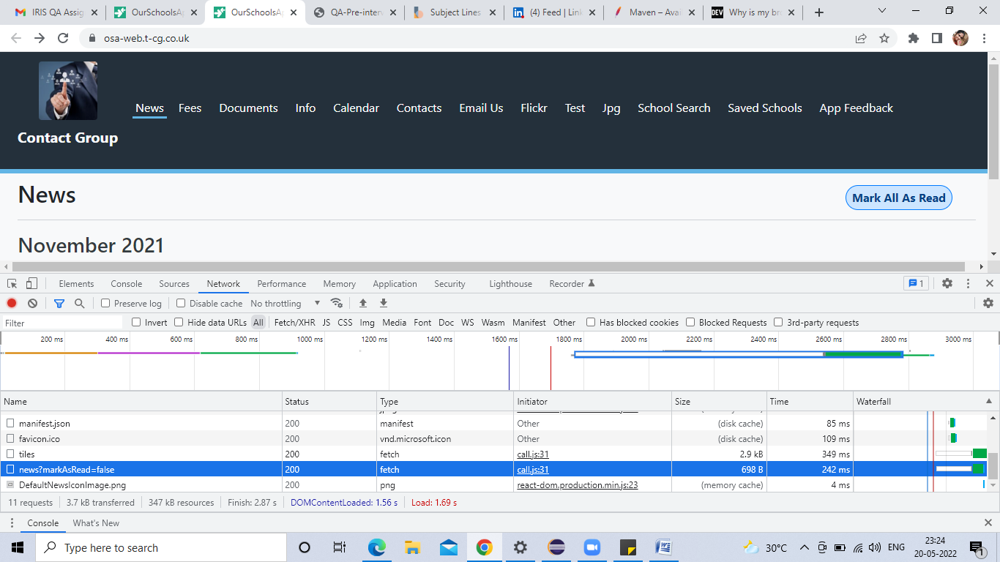 IRIS QA Assig
OurSchoolsAp
OurSchoolsAp
QA-Pre-interv
Subject Lines
(4) Feed | Link
Maven – Avai
DEV Why is my bro
osa-web.t-cg.co.uk
News Fees Documents Info Calendar Contacts Email Us Flickr Test Jpg School Search Saved Schools App Feedback
Contact Group
News
Mark All As Read
November 2021
Elements Console Sources Network Performance Memory Application Security Lighthouse Recorder 1
Preserve log Disable cache No throttling
Filter Invert Hide data URLs All Fetch/XHR JS CSS Img Media Font Doc WS Wasm Manifest Other Has blocked cookies Blocked Requests 3rd-party requests
200 ms 400 ms 600 ms 800 ms 1000 ms 1200 ms 1400 ms 1600 ms 1800 ms 2000 ms 2200 ms 2400 ms 2600 ms 2800 ms 3000 ms
Name Status Type Initiator Size Time Waterfall
manifest.json 200 manifest Other (disk cache) 85 ms
favicon.ico 200 vnd.microsoft.icon Other (disk cache) 109 ms
tiles 200 fetch call.js:31 2.9 kB 349 ms
news?markAsRead=false 200 fetch call.js:31 698 B 242 ms
DefaultNewsIconImage.png 200 png react-dom.production.min.js:23 (memory cache) 4 ms
11 requests 3.7 kB transferred 347 kB resources Finish: 2.87 s DOMContentLoaded: 1.56 s Load: 1.69 s
Console What's New
Type here to search
30°C ENG 23:24
20-05-2022 1